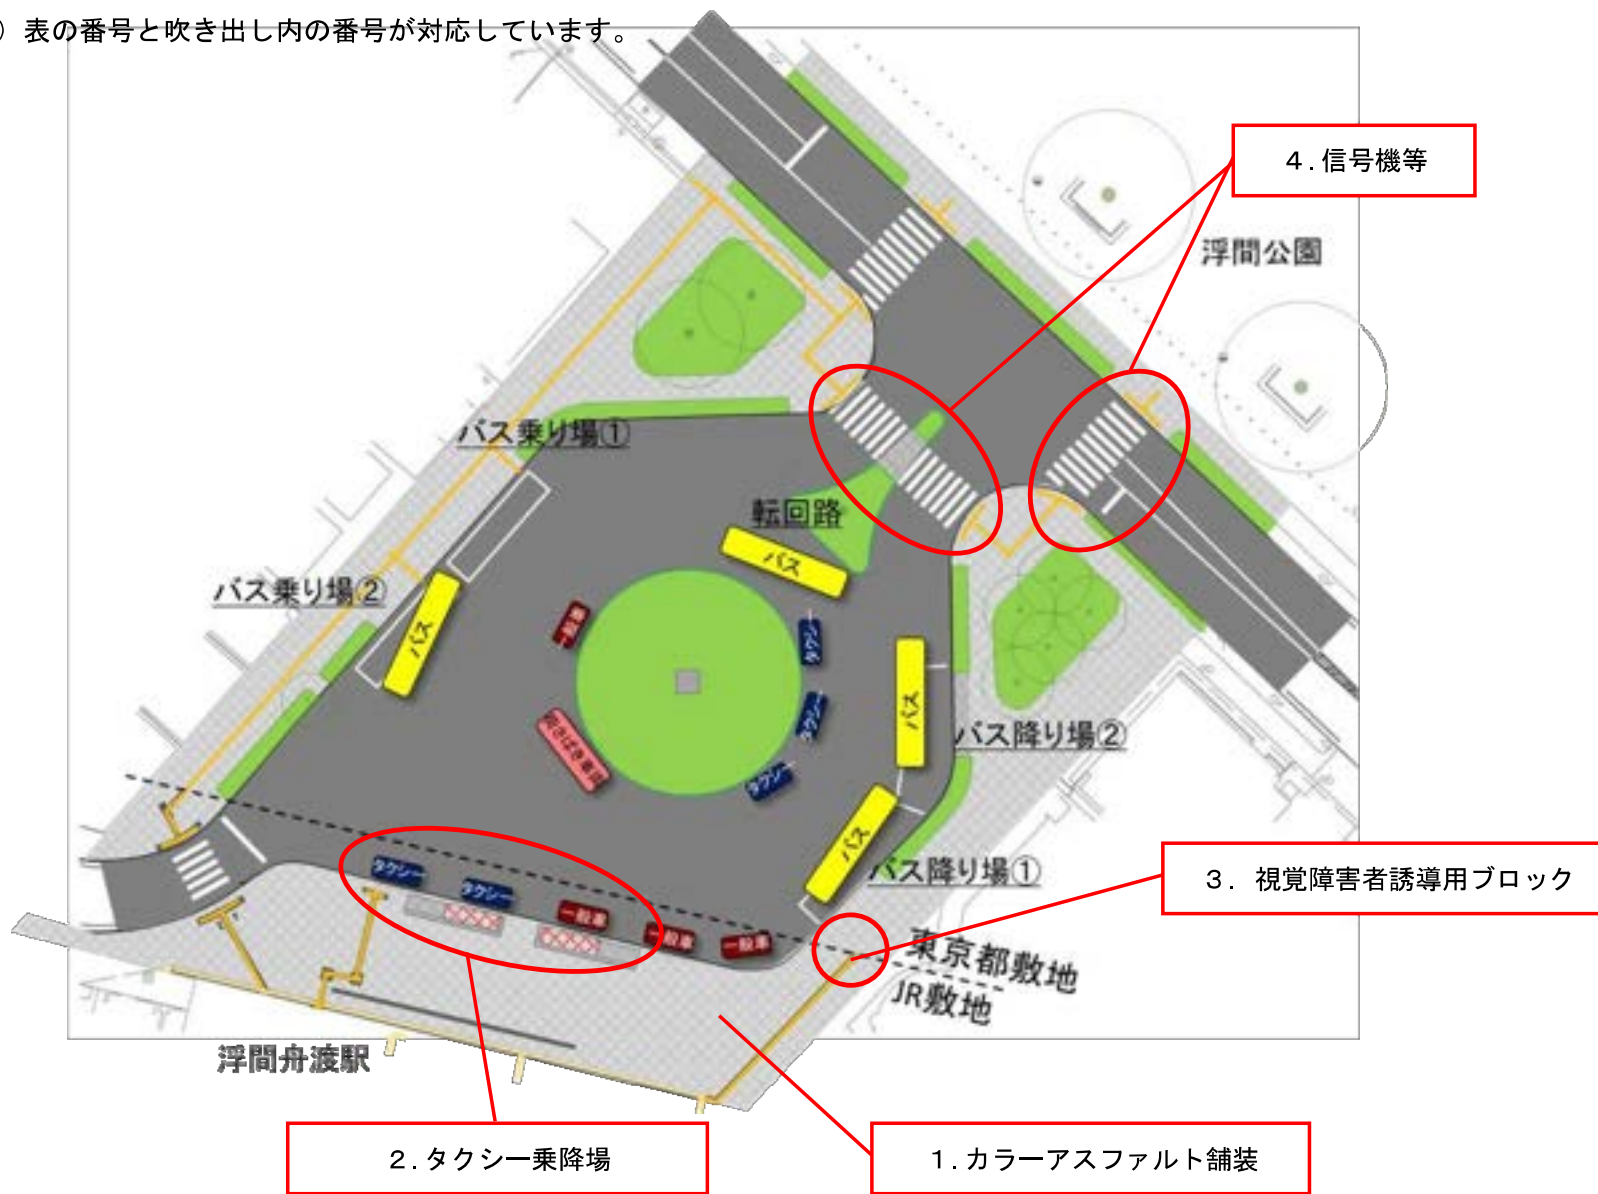 ）表の番号と吹き出し内の番号が対応しています。
4.信号機等
浮間公園
バス乗り場①
転回路
バス
バス乗り場②
バス
一般車
タクシー
タクシー
バス
バス降り場②
タクシー
バス
バス降り場①
タクシー
タクシー
一般車
一般車
一般車
3. 視覚障害者誘導用ブロック
東京都敷地
JR敷地
浮間舟渡駅
2.タクシー乗降場
1.カラーアスファルト舗装